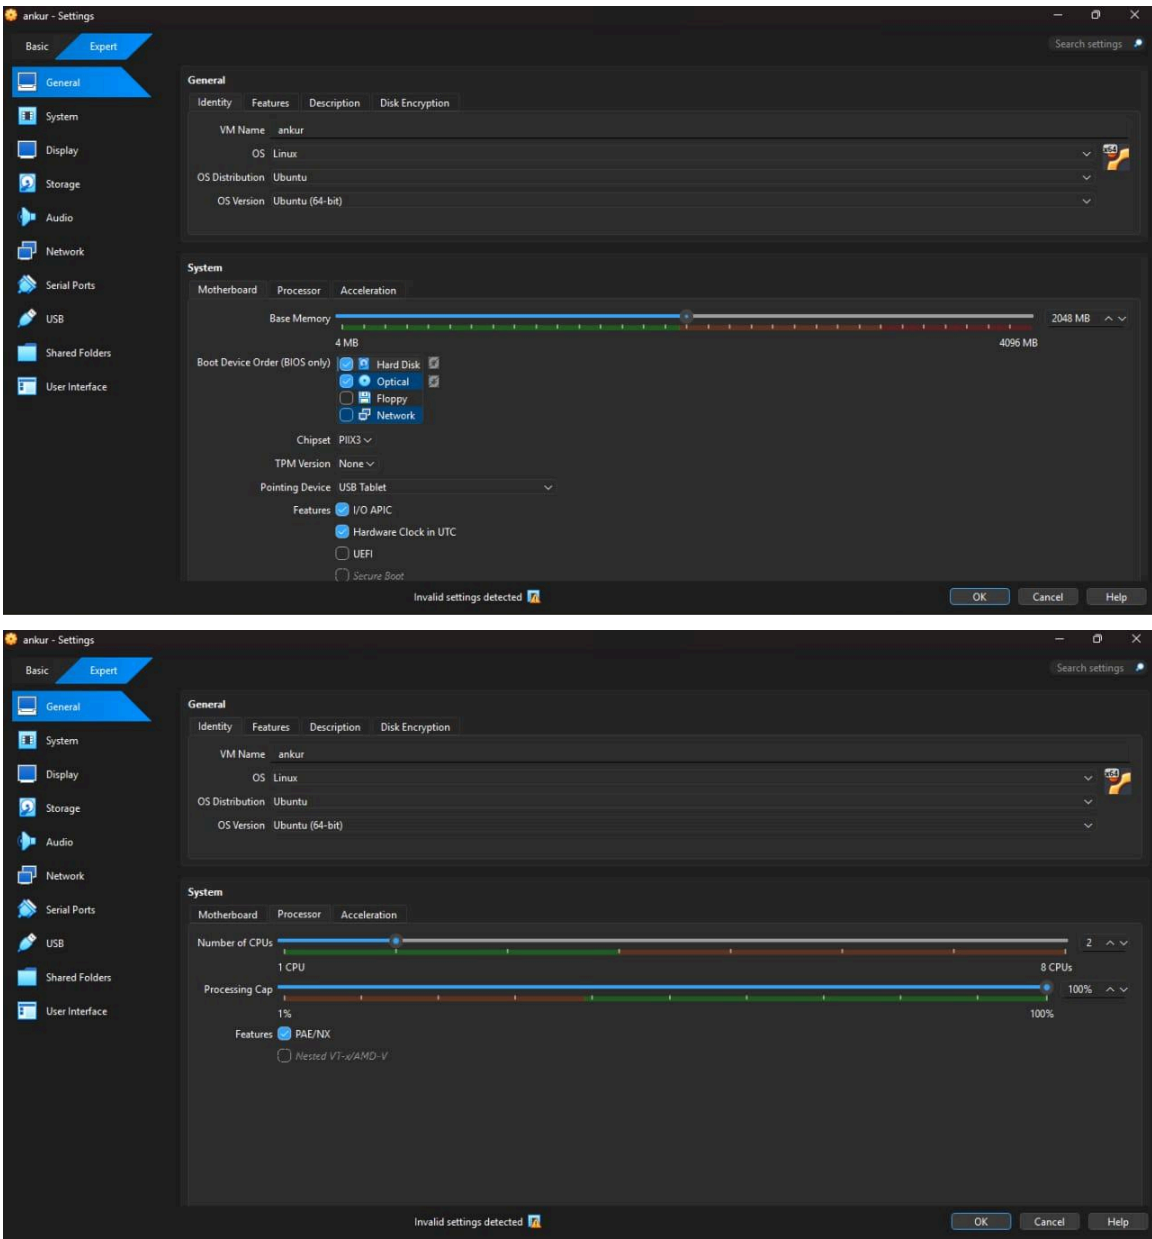 ankur - Settings
Basic Expert Search settings
General
System
Display
Storage
Audio
Network
Serial Ports
USB
Shared Folders
User Interface
General
Identity Features Description Disk Encryption
VM Name ankur
OS Linux
x64
OS Distribution Ubuntu
OS Version Ubuntu (64-bit)
System
Motherboard Processor Acceleration
Base Memory 2048 MB
4 MB 4096 MB
Boot Device Order (BIOS only) Hard Disk
Optical
Floppy
Network
Chipset PIIX3
TPM Version None
Pointing Device USB Tablet
Features I/O APIC
Hardware Clock in UTC
UEFI
Secure Boot
Invalid settings detected OK Cancel Help
ankur - Settings
Basic Expert Search settings
General
System
Display
Storage
Audio
Network
Serial Ports
USB
Shared Folders
User Interface
General
Identity Features Description Disk Encryption
VM Name ankur
OS Linux
x64
OS Distribution Ubuntu
OS Version Ubuntu (64-bit)
System
Motherboard Processor Acceleration
Number of CPUs 2
1 CPU 8 CPUs
Processing Cap 100%
1% 100%
Features PAE/NX
Nested VT-x/AMD-V
Invalid settings detected OK Cancel Help